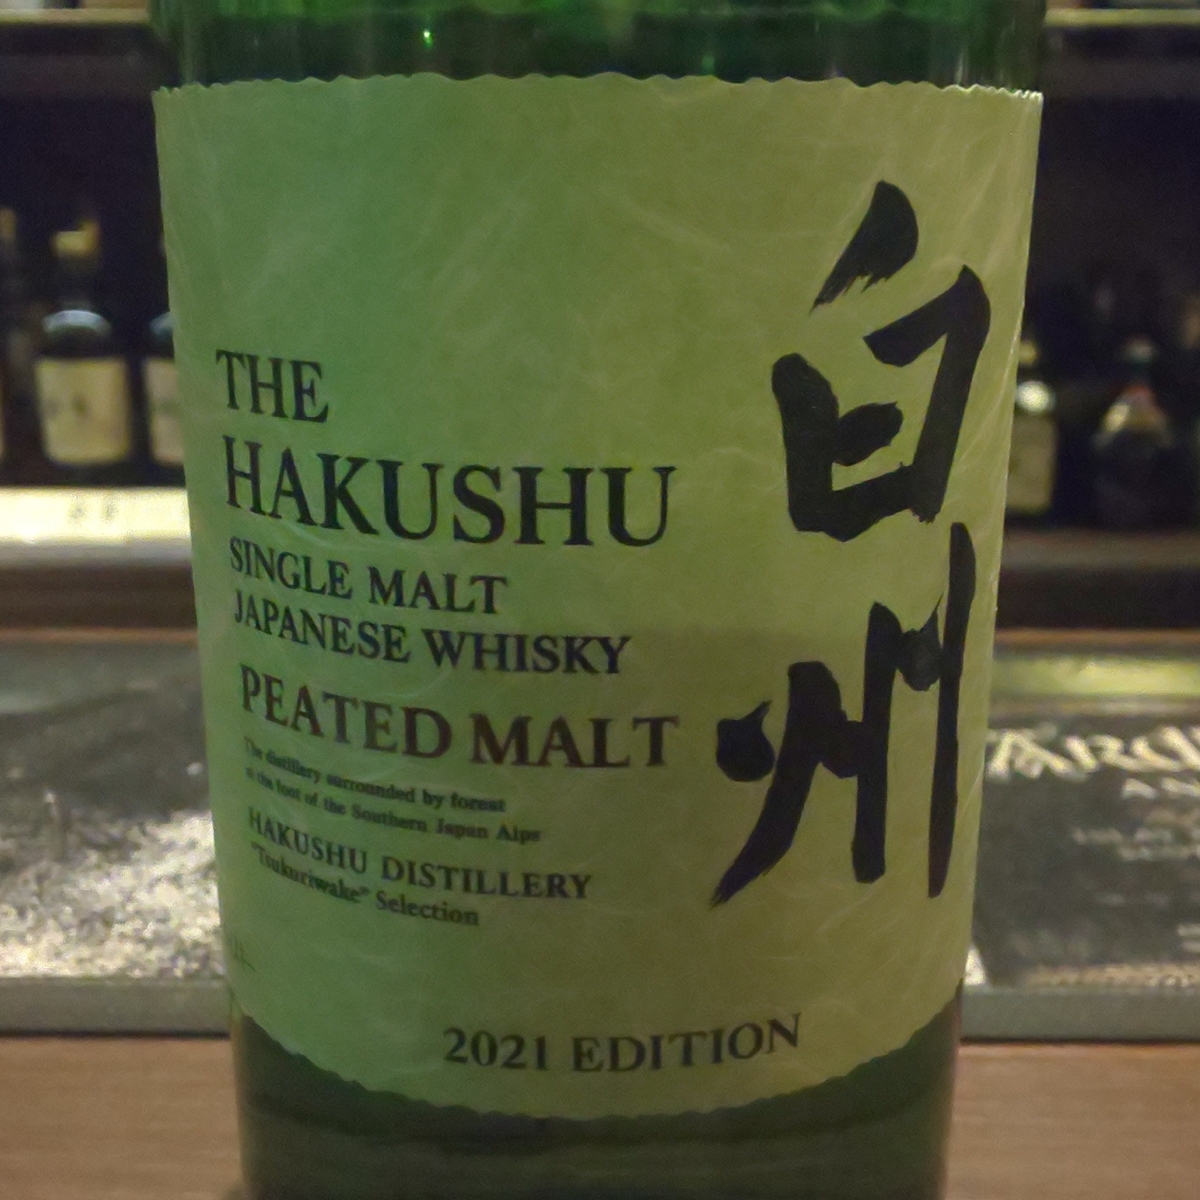 THE
HAKUSHU
SINGLE MALT
JAPANESE WHISKY
PEATED MALT
The distillery surrounded by forest
at the foot of the Southern Japan Alps
HAKUSHU DISTILLERY
"Tsukuriwake" Selection
2021 EDITION
白州